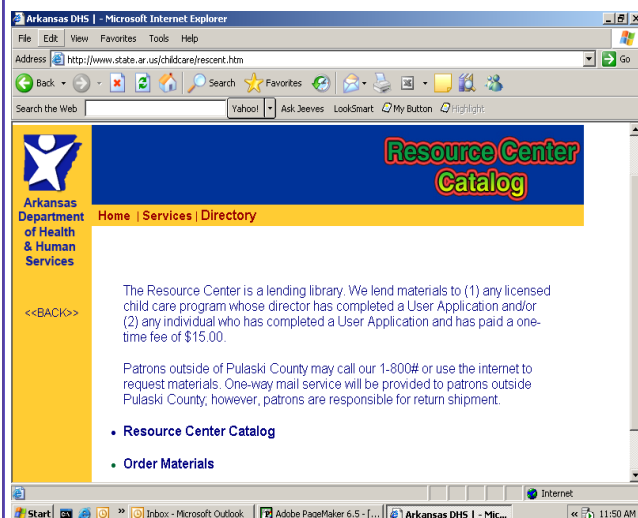 Arkansas DHS | - Microsoft Internet Explorer
File Edit View Favorites Tools Help
Address http://www.state.ar.us/childcare/rescent.htm Go
Back Search Favorites
Search the Web Yahoo! Ask Jeeves LookSmart My Button Highlight
Resource Center
Catalog
Arkansas
Department
of Health
& Human
Services
Home | Services | Directory
<<BACK>>
The Resource Center is a lending library. We lend materials to (1) any licensed
child care program whose director has completed a User Application and/or
(2) any individual who has completed a User Application and has paid a one-
time fee of $15.00.
Patrons outside of Pulaski County may call our 1-800# or use the internet to
request materials. One-way mail service will be provided to patrons outside
Pulaski County; however, patrons are responsible for return shipment.
• Resource Center Catalog
• Order Materials
Internet
Start Inbox - Microsoft Outlook Adobe PageMaker 6.5 - [... Arkansas DHS | - Mic... 11:50 AM